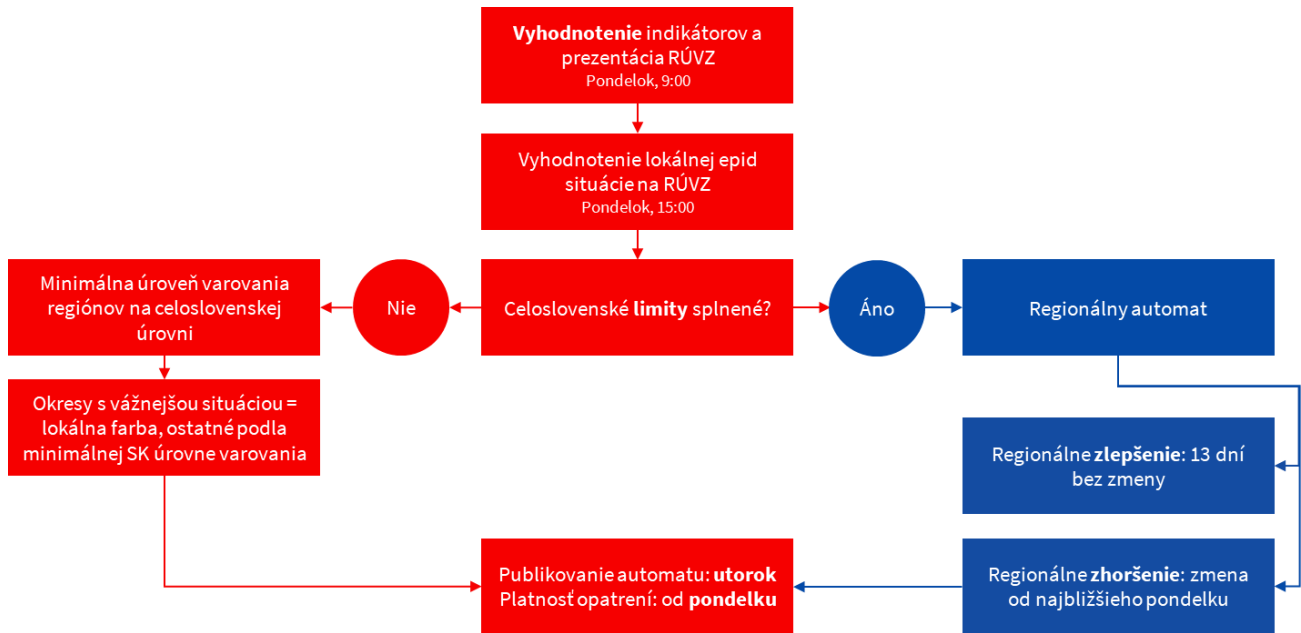 Vyhodnotenie indikátorov a
prezentácia RÚVZ
Pondelok, 9:00
Vyhodnotenie lokálnej epid
situácie na RÚVZ
Pondelok, 15:00
Minimálna úroveň varovania
regiónov na celoslovenskej
úrovni
Nie
Celoslovenské limity splnené?
Áno
Regionálny automat
Okresy s vážnejšou situáciou =
lokálna farba, ostatné podla
minimálnej SK úrovne varovania
Regionálne zlepšenie: 13 dní
bez zmeny
Publikovanie automatu: utorok
Platnosť opatrení: od pondelku
Regionálne zhoršenie: zmena
od najbližšieho pondelku